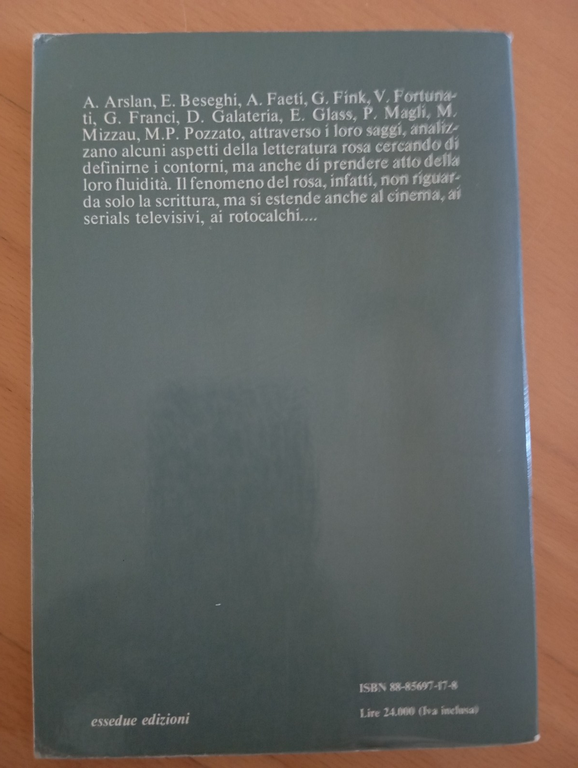 A. Arslan, E. Beseghi, A. Faeti, G. Fink, V. Fortuna-
ti, G. Franci, D. Galateria, E. Glass, P. Magli, M.
Mizzau, M.P. Pozzato, attraverso i loro saggi, analiz-
zano alcuni aspetti della letteratura rosa cercando di
definirne i contorni, ma anche di prendere atto della
loro fluidità. Il fenomeno del rosa, infatti, non riguar-
da solo la scrittura, ma si estende anche al cinema, ai
serials televisivi, ai rotocalchi....
ISBN 88-85697-17-8
essedue edizioni
Lire 24.000 (Iva inclusa)